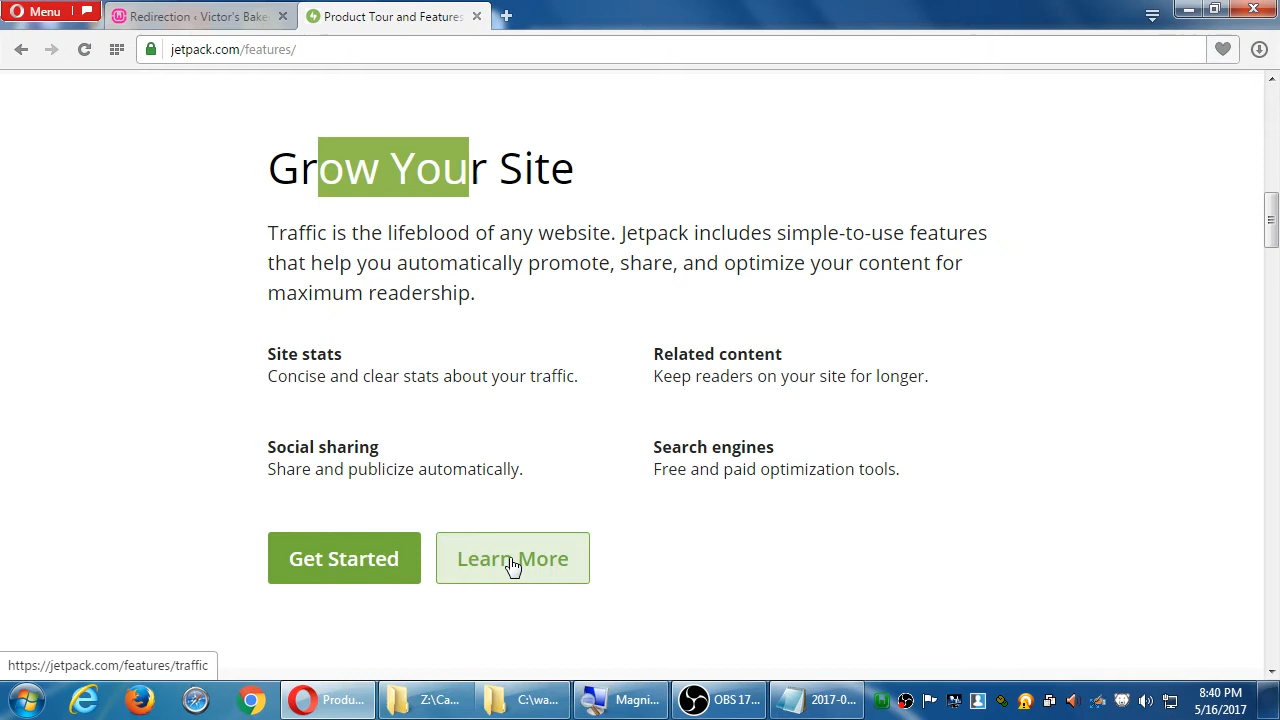 Menu
Redirection ‹ Victor's Bake
Product Tour and Features
jetpack.com/features/
Grow Your Site
Traffic is the lifeblood of any website. Jetpack includes simple-to-use features
that help you automatically promote, share, and optimize your content for
maximum readership.
Site stats
Concise and clear stats about your traffic.
Related content
Keep readers on your site for longer.
Social sharing
Share and publicize automatically.
Search engines
Free and paid optimization tools.
Get Started
Learn More
https://jetpack.com/features/traffic
Produ...
Z:\Ca...
C:\wa...
Magni...
OBS 17...
2017-0...
8:40 PM
5/16/2017